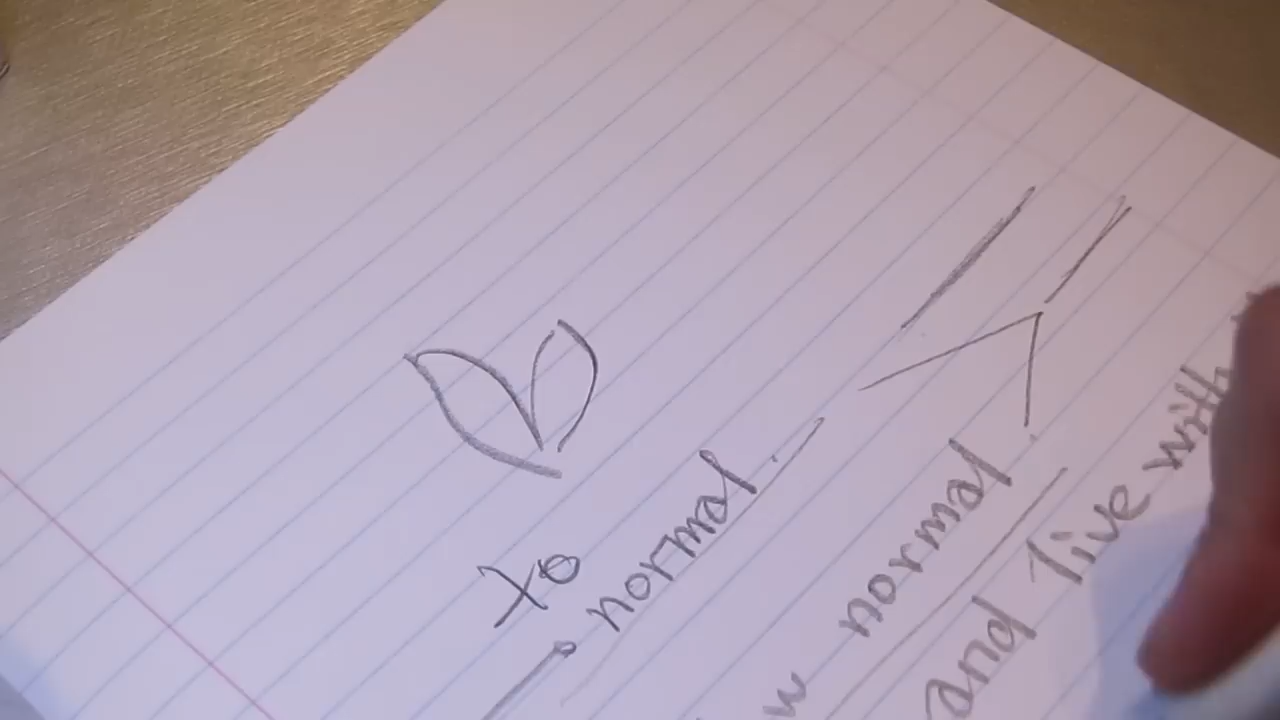 to
normal.
normal
and live with